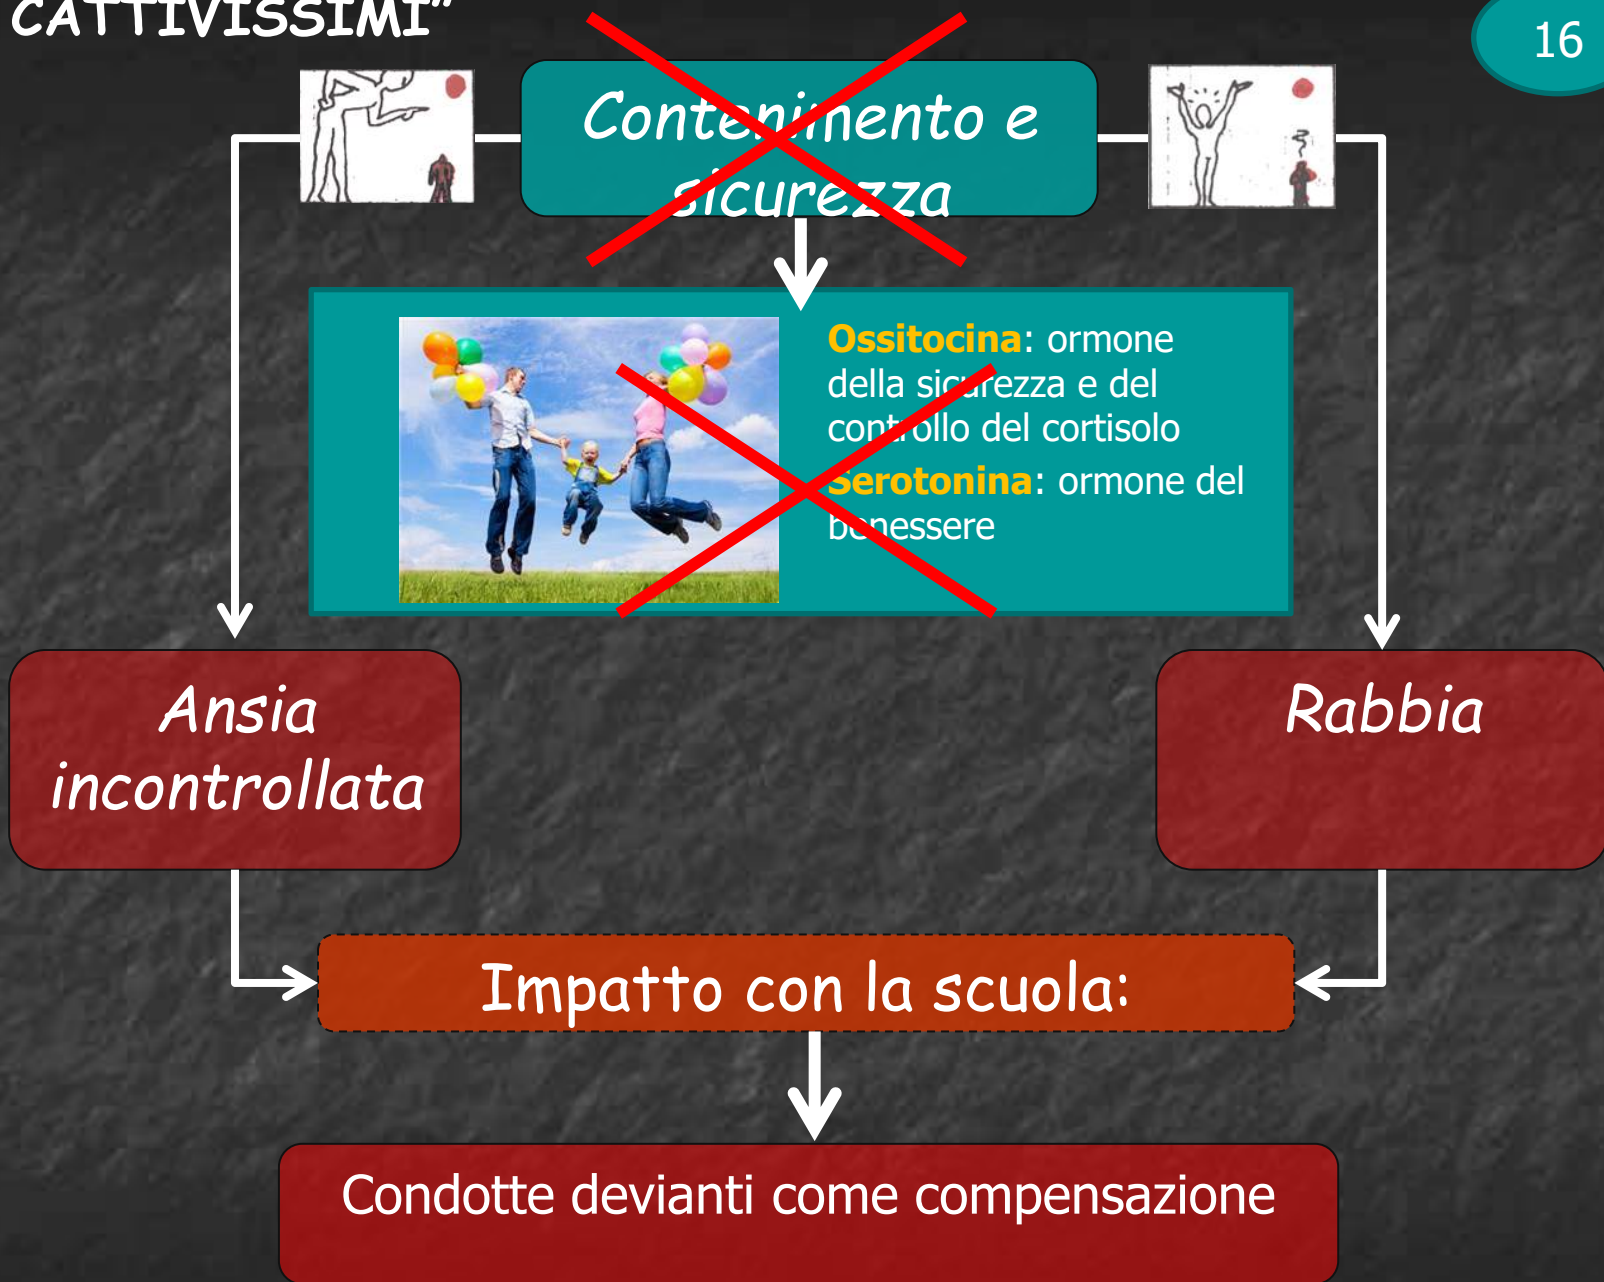 CATTIVISSIMI”
16
Contenimento e
sicurezza
Ossitocina: ormone
della sicurezza e del
controllo del cortisolo
Serotonina: ormone del
benessere
Ansia
incontrollata
Rabbia
Impatto con la scuola:
Condotte devianti come compensazione